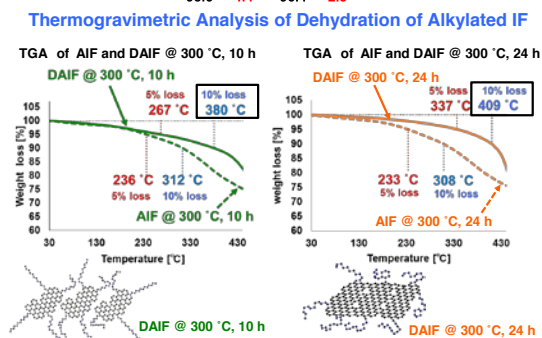 Thermogravimetric Analysis of Dehydration of Alkylated IF
TGA of AIF and DAIF @ 300 ˚C, 10 h
DAIF @ 300 ˚C, 10 h
5% loss
267 ˚C
10% loss
380 ˚C
105
100
95
90
85
80
75
70
65
60
Weight loss [%]
236 ˚C
5% loss
312 ˚C
10% loss
AIF @ 300 ˚C, 10 h
30 130 230 330 430
Temperature [℃]
DAIF @ 300 ˚C, 10 h
TGA of AIF and DAIF @ 300 ˚C, 24 h
DAIF @ 300 ˚C, 24 h
5% loss
337 ˚C
10% loss
409 ˚C
105
100
95
90
85
80
75
70
65
60
weight loss [%]
233 ˚C
5% loss
308 ˚C
10% loss
AIF @ 300 ˚C, 24 h
30 130 230 330 430
Temperature [℃]
DAIF @ 300 ˚C, 24 h